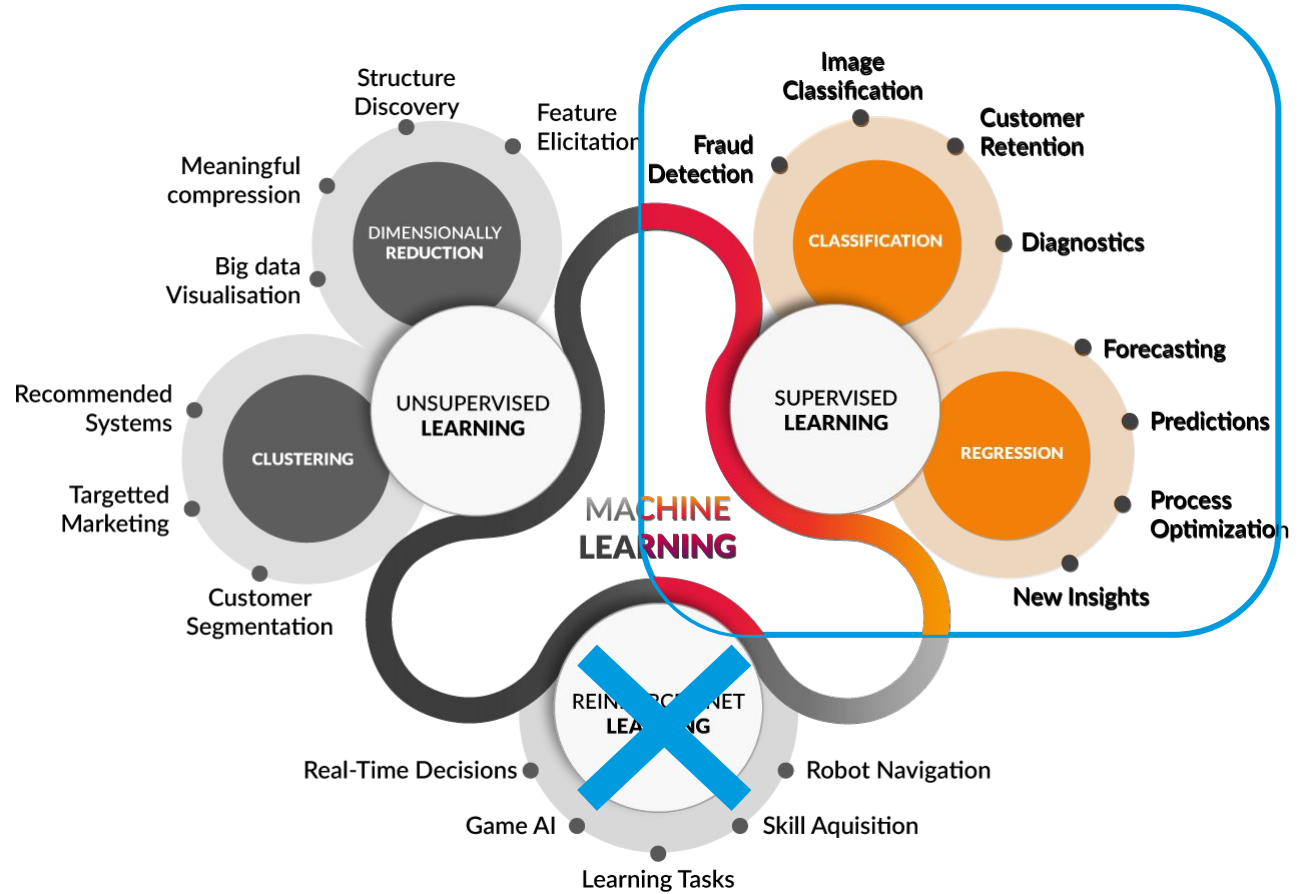 Structure
Discovery
Feature
Elicitation
Meaningful
compression
Big data
Visualisation
DIMENSIONALLY
REDUCTION
Recommended
Systems
Targetted
Marketing
Customer
Segmentation
CLUSTERING
UNSUPERVISED
LEARNING
Image
Classification
Fraud
Detection
Customer
Retention
Diagnostics
CLASSIFICATION
SUPERVISED
LEARNING
Forecasting
Predictions
Process
Optimization
New Insights
REGRESSION
MACHINE
LEARNING
LEARNING
Real-Time Decisions
Game AI
Learning Tasks
Skill Aquisition
Robot Navigation